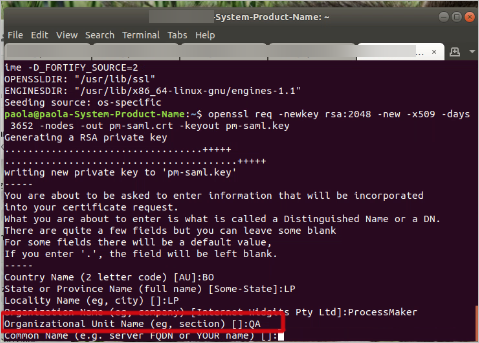 -System-Product-Name: ~
File Edit View Search Terminal Tabs Help
... ×
ime -D_FORTIFY_SOURCE=2
OPENSSLDIR: "/usr/lib/ssl"
ENGINESDIR: "/usr/lib/x86_64-linux-gnu/engines-1.1"
Seeding source: os-specific
paola@paola-System-Product-Name:~$ openssl req -newkey rsa:2048 -new -x509 -days
3652 -nodes -out pm-saml.crt -keyout pm-saml.key
Generating a RSA private key
..................................+++++
........................................+++++
writing new private key to 'pm-saml.key'
-----
You are about to be asked to enter information that will be incorporated
into your certificate request.
What you are about to enter is what is called a Distinguished Name or a DN.
There are quite a few fields but you can leave some blank
For some fields there will be a default value,
If you enter '.', the field will be left blank.
-----
Country Name (2 letter code) [AU]:BO
State or Province Name (full name) [Some-State]:LP
Locality Name (eg, city) []:LP
Organization Name (eg, company) [Internet Widgits Pty Ltd]:ProcessMaker
Organizational Unit Name (eg, section) []:QA
Common Name (e.g. server FQDN or YOUR name) []: